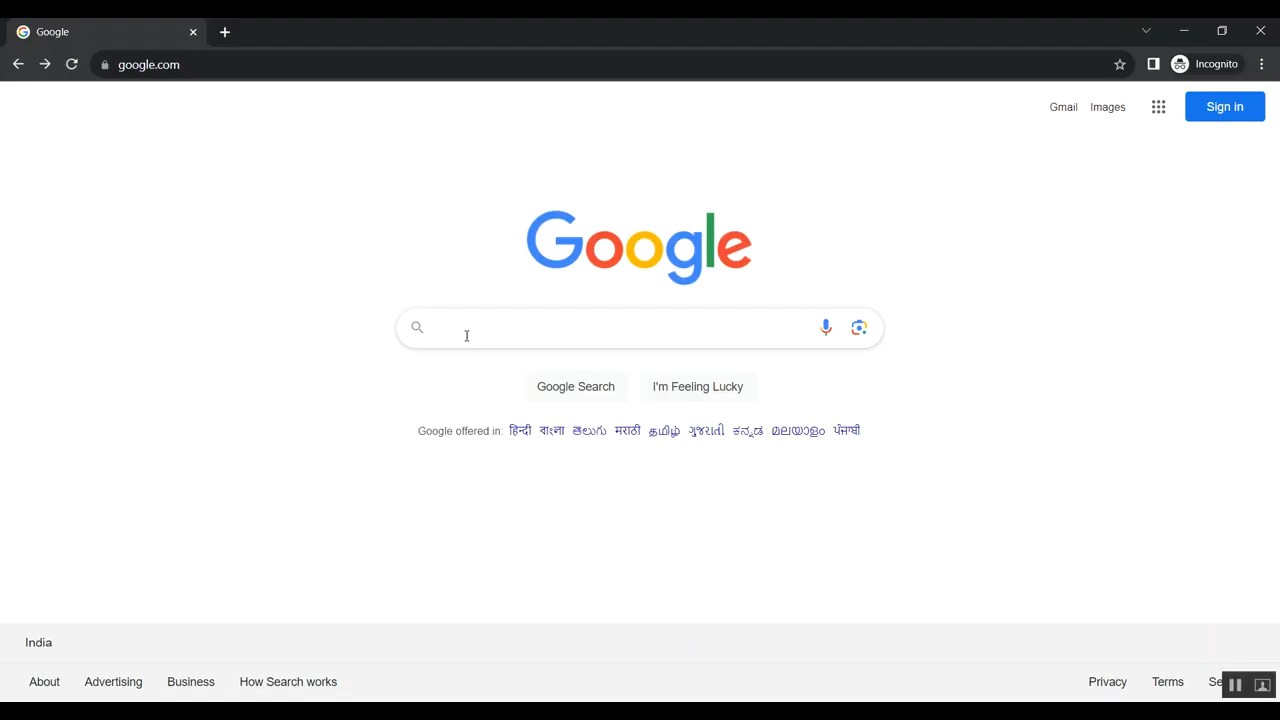 Google
google.com
Incognito
Gmail Images Sign in
Google
Google Search I'm Feeling Lucky
Google offered in: हिन्दी বাংলা తెలుగు मराठी தமிழ் ગુજરાતી ಕನ್ನಡ മലയാളം ਪੰਜਾਬੀ
India
About Advertising Business How Search works Privacy Terms